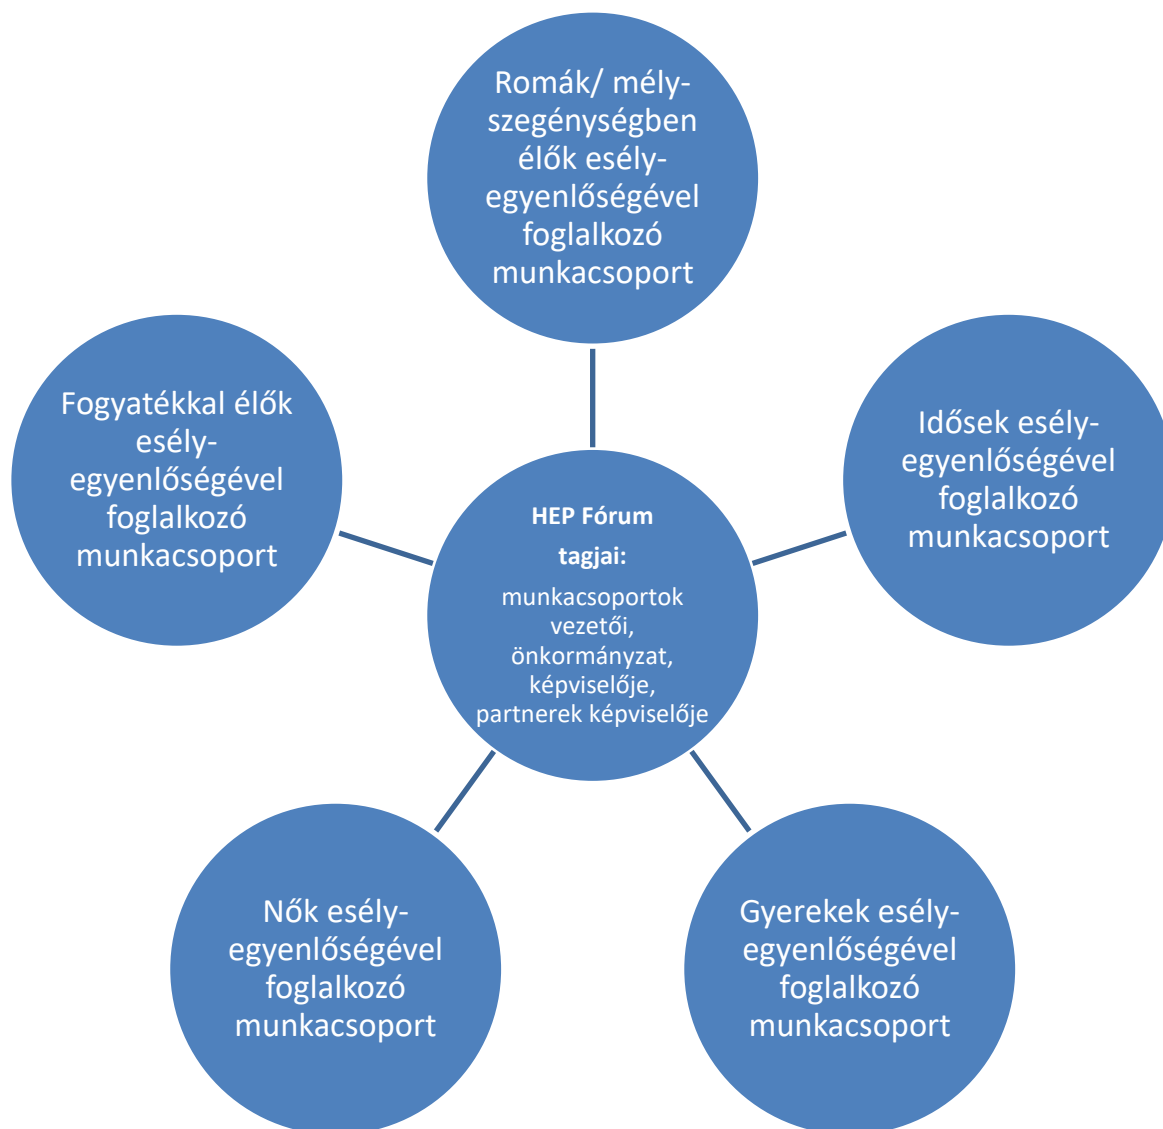 Romák/ mély-
szegénységben
élők esély-
egyenlőségével
foglalkozó
munkacsoport
Fogyatékkal élők
esély-
egyenlőségével
foglalkozó
munkacsoport
Idősek esély-
egyenlőségével
foglalkozó
munkacsoport
HEP Fórum
tagjai:
munkacsoportok
vezetői,
önkormányzat,
képviselője,
partnerek képviselője
Nők esély-
egyenlőségével
foglalkozó
munkacsoport
Gyerekek esély-
egyenlőségével
foglalkozó
munkacsoport